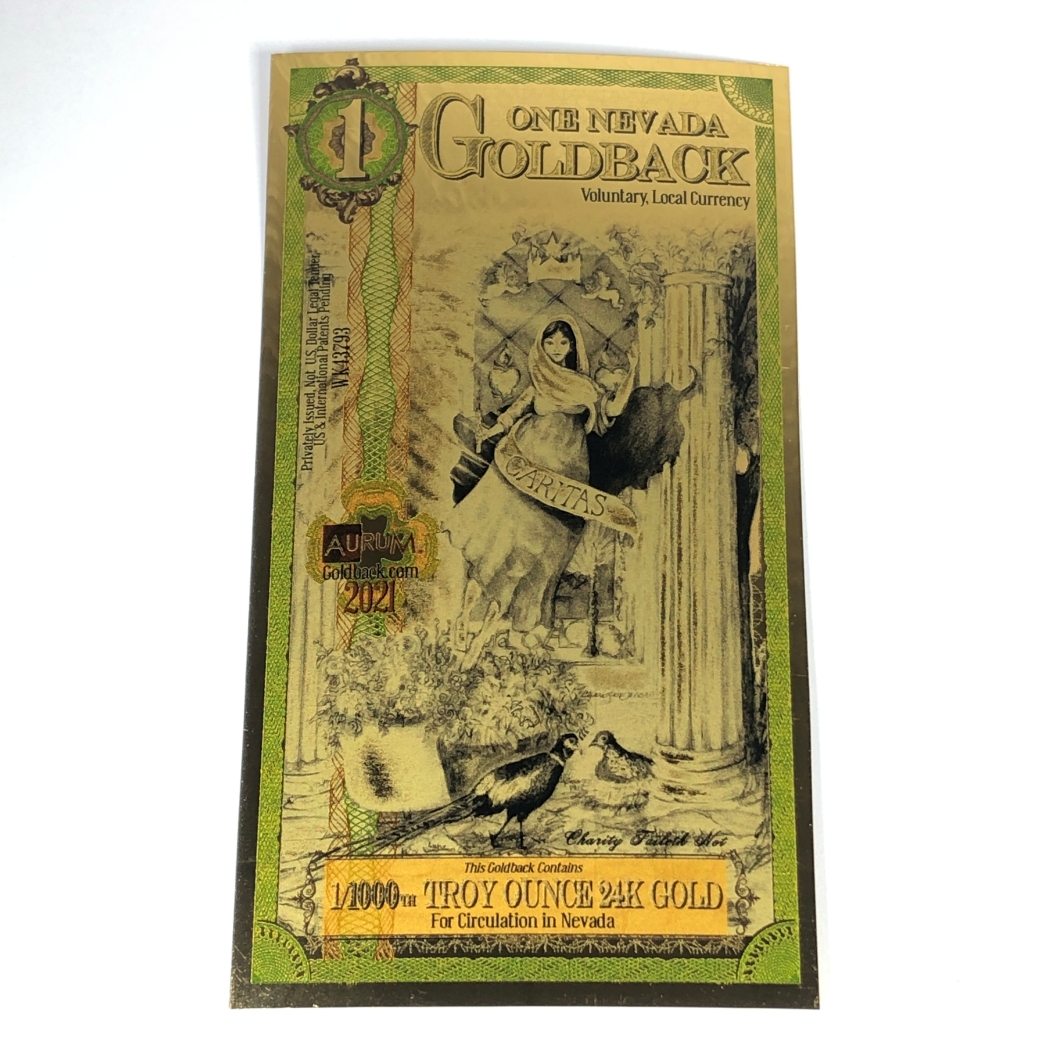 1
ONE NEVADA
GOLDBACK
Voluntary, Local Currency
Privately Issued, Not U.S. Dollar Legal Tender
US & International Patents Pending
WK43793
CARITAS
AURUM
Goldback.com
2021
Charity Faileth Not
This Goldback Contains
1/1000TH TROY OUNCE 24K GOLD
For Circulation in Nevada